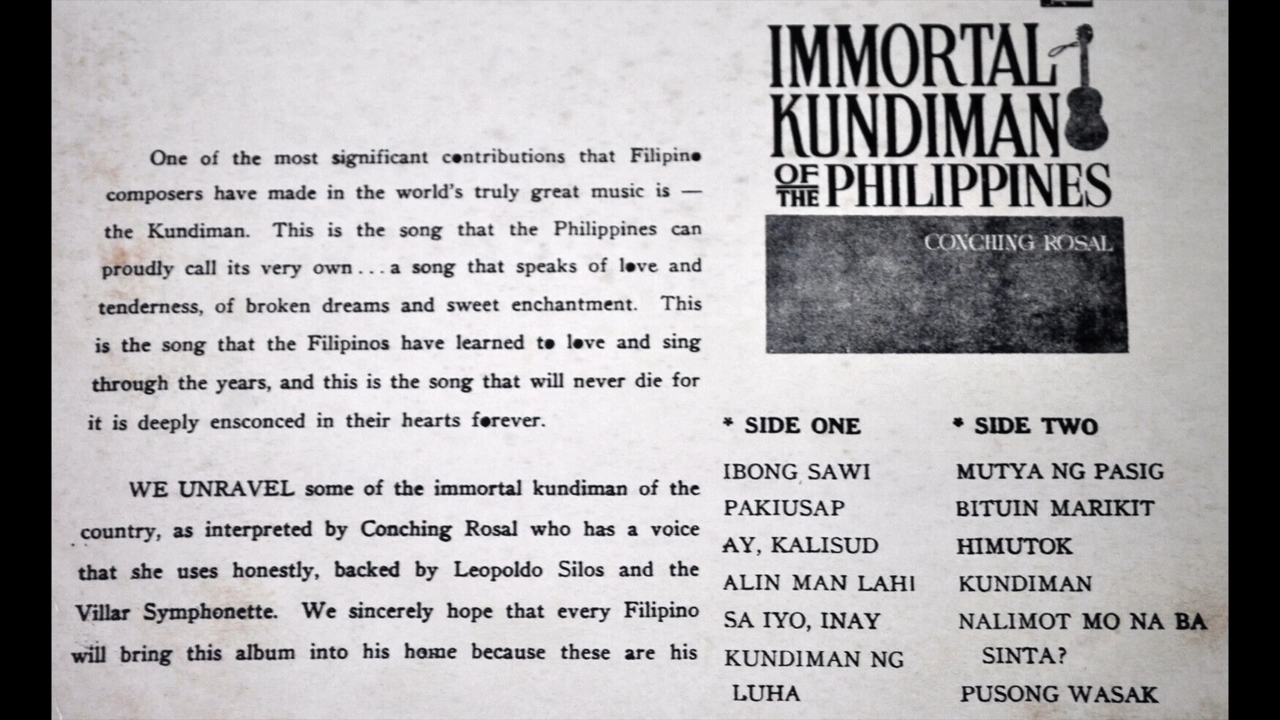 One of the most significant contributions that Filipino
composers have made in the world's truly great music is —
the Kundiman. This is the song that the Philippines can
proudly call its very own...a song that speaks of love and
tenderness, of broken dreams and sweet enchantment. This
is the song that the Filipinos have learned to love and sing
through the years, and this is the song that will never die for
it is deeply ensconced in their hearts forever.
WE UNRAVEL some of the immortal kundiman of the
country, as interpreted by Conching Rosal who has a voice
that she uses honestly, backed by Leopoldo Silos and the
Villar Symphonette. We sincerely hope that every Filipino
will bring this album into his home because these are his
IMMORTAL
KUNDIMAN
OF THE PHILIPPINES
CONCHING ROSAL
* SIDE ONE
IBONG SAWI
PAKIUSAP
AY, KALISUD
ALIN MAN LAHI
SA IYO, INAY
KUNDIMAN NG
LUHA
* SIDE TWO
MUTYA NG PASIG
BITUIN MARIKIT
HIMUTOK
KUNDIMAN
NALIMOT MO NA BA
SINTA?
PUSONG WASAK